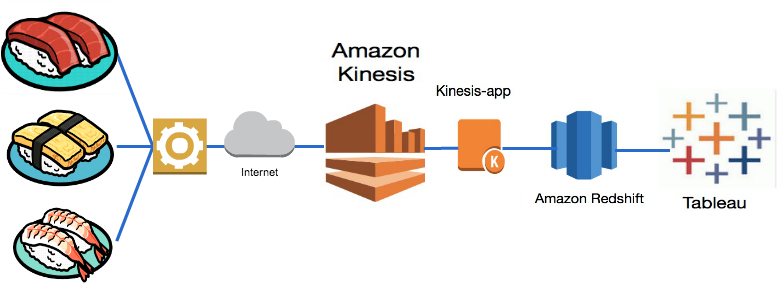 Amazon
Kinesis
Kinesis-app
K
Internet
Amazon Redshift
Tableau